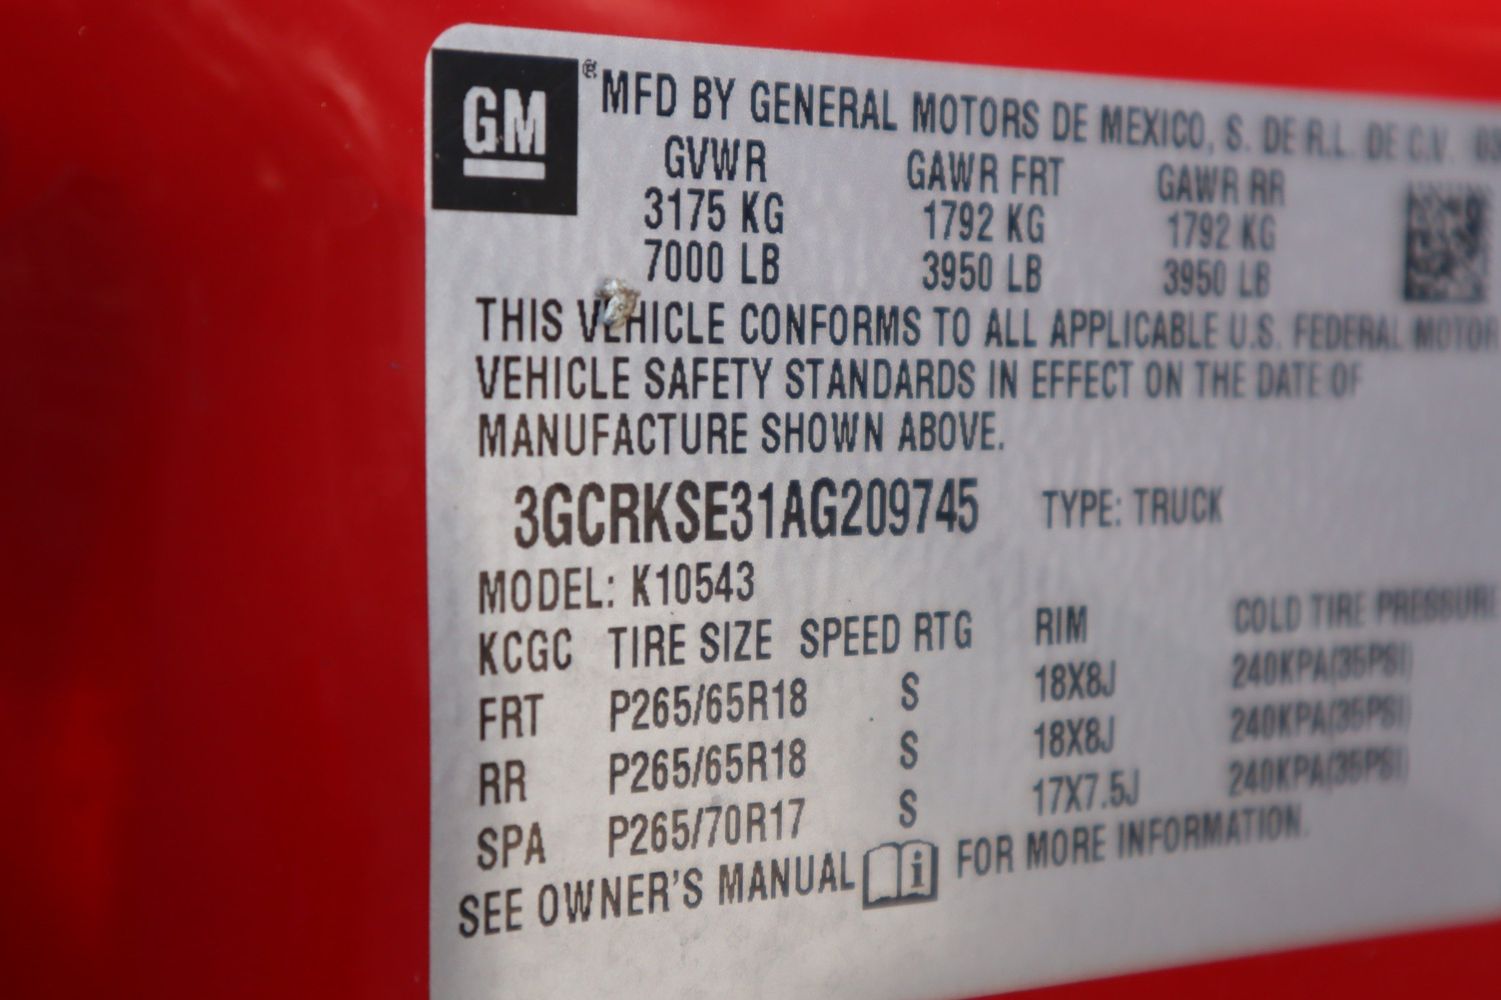 GM ® MFD BY GENERAL MOTORS DE MEXICO, S. DE R.L. DE C.V.
GVWR GAWR FRT GAWR RR
3175 KG 1792 KG 1792 KG
7000 LB 3950 LB 3950 LB
THIS VEHICLE CONFORMS TO ALL APPLICABLE U.S. FEDERAL MOTOR
VEHICLE SAFETY STANDARDS IN EFFECT ON THE DATE OF
MANUFACTURE SHOWN ABOVE.
3GCRKSE31AG209745 TYPE: TRUCK
MODEL: K10543
KCGC TIRE SIZE SPEED RTG RIM COLD TIRE PRESSURE
FRT P265/65R18 S 18X8J 240KPA(35PSI)
RR P265/65R18 S 18X8J 240KPA(35PSI)
SPA P265/70R17 S 17X7.5J 240KPA(35PSI)
SEE OWNER'S MANUAL i FOR MORE INFORMATION.